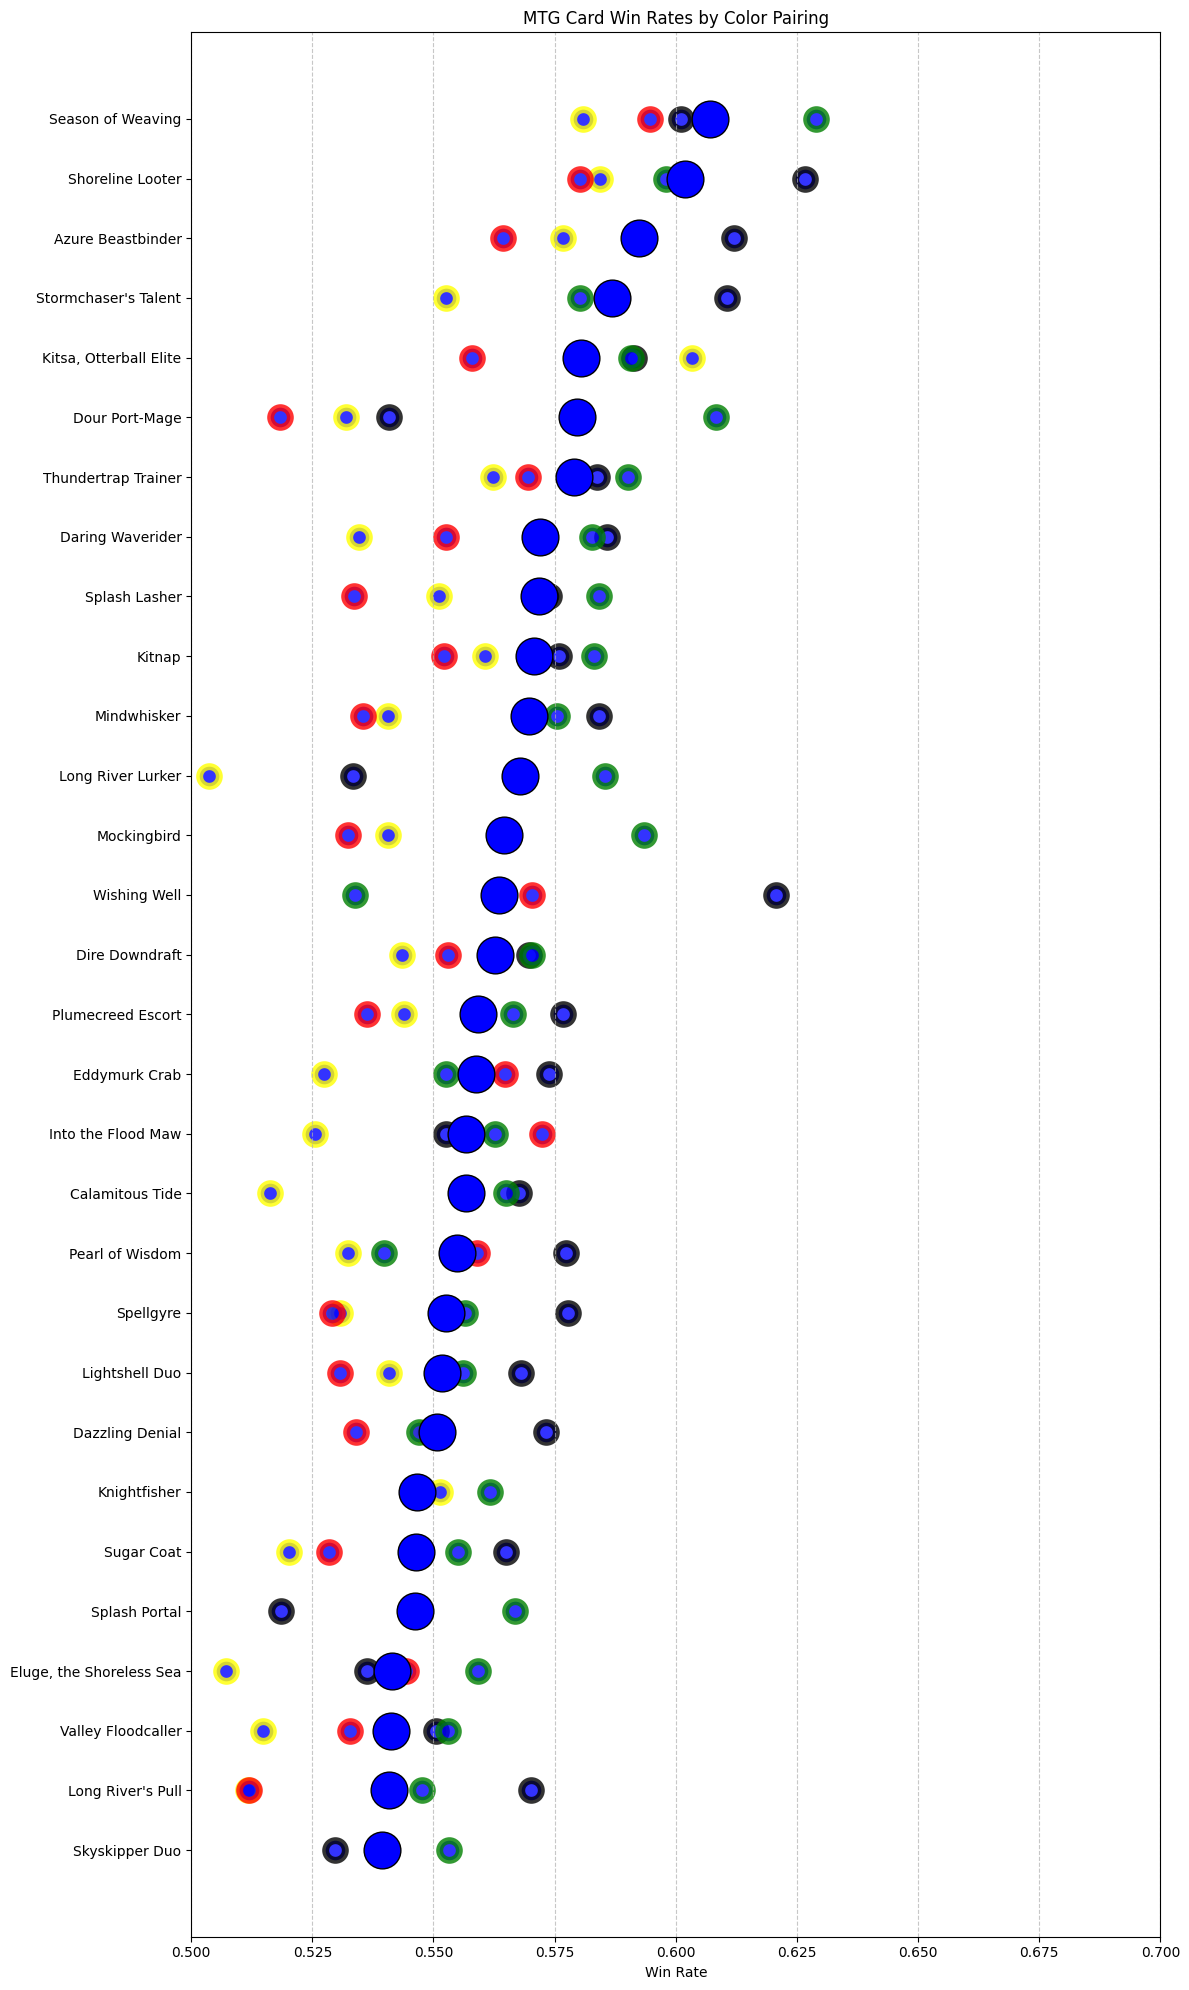 MTG Card Win Rates by Color Pairing
Season of Weaving
Shoreline Looter
Azure Beastbinder
Stormchaser's Talent
Kitsa, Otterball Elite
Dour Port-Mage
Thundertrap Trainer
Daring Waverider
Splash Lasher
Kitnap
Mindwhisker
Long River Lurker
Mockingbird
Wishing Well
Dire Downdraft
Plumecreed Escort
Eddymurk Crab
Into the Flood Maw
Calamitous Tide
Pearl of Wisdom
Spellgyre
Lightshell Duo
Dazzling Denial
Knightfisher
Sugar Coat
Splash Portal
Eluge, the Shoreless Sea
Valley Floodcaller
Long River's Pull
Skyskipper Duo
0.500 0.525 0.550 0.575 0.600 0.625 0.650 0.675 0.700
Win Rate